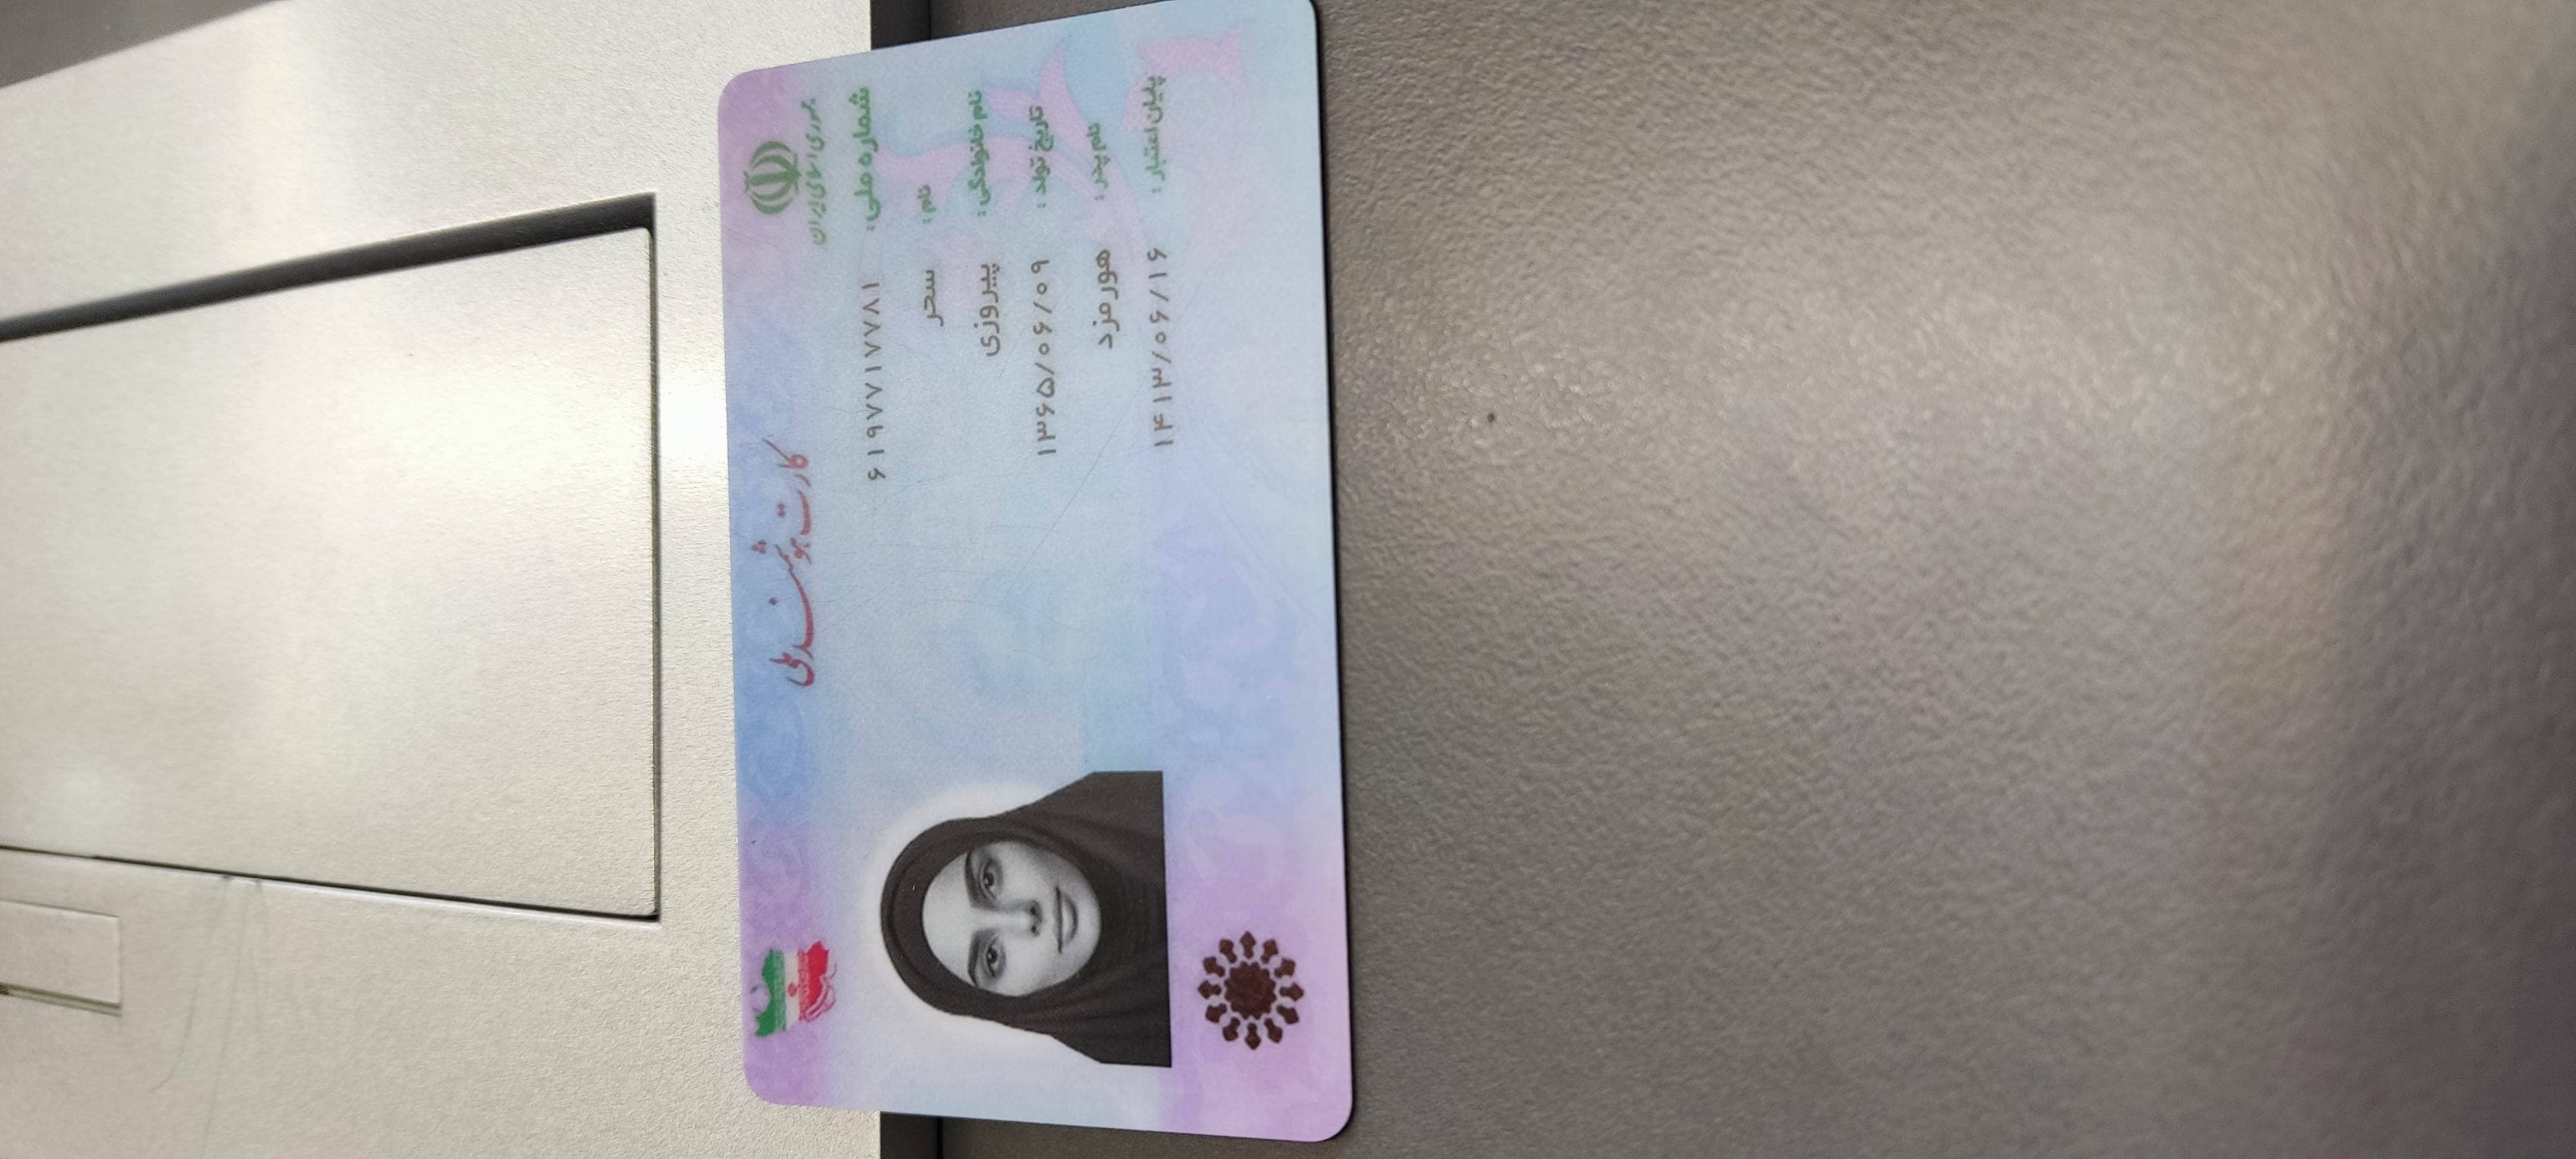 جمهوری اسلامی ایران
کارت هوشمند ملی
شماره ملی: ۶۱۹۷۷۱۷۷۸۱
نام: سحر
نام خانوادگی: پیروزی
تاریخ تولد: ۱۳۶۵/۰۶/۰۹
نام پدر: هورمزد
پایان اعتبار: ۱۴۱۳/۰۶/۱۶